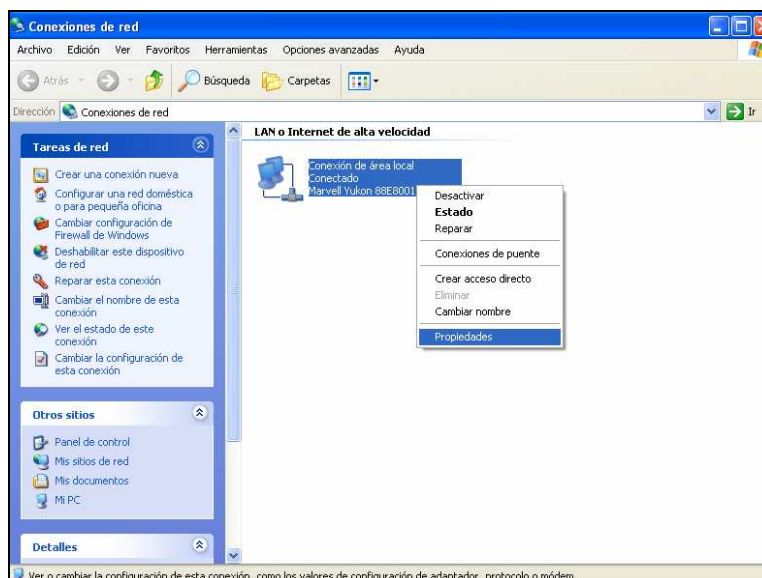 Conexiones de red
Archivo Edición Ver Favoritos Herramientas Opciones avanzadas Ayuda
Atrás Búsqueda Carpetas
Dirección Conexiones de red Ir
Tareas de red
Crear una conexión nueva
Configurar una red doméstica
o para pequeña oficina
Cambiar configuración de
Firewall de Windows
Deshabilitar este dispositivo
de red
Reparar esta conexión
Cambiar el nombre de esta
conexión
Ver el estado de este
conexión
Cambiar la configuración de
esta conexión
Otros sitios
Panel de control
Mis sitios de red
Mis documentos
Mi PC
Detalles
LAN o Internet de alta velocidad
Conexión de área local
Conectado
Marvell Yukon 88E8001
Desactivar
Estado
Reparar
Conexiones de puente
Crear acceso directo
Eliminar
Cambiar nombre
Propiedades
Ver o cambiar la configuración de esta conexión, como los valores de configuración de adaptador, protocolo o módem